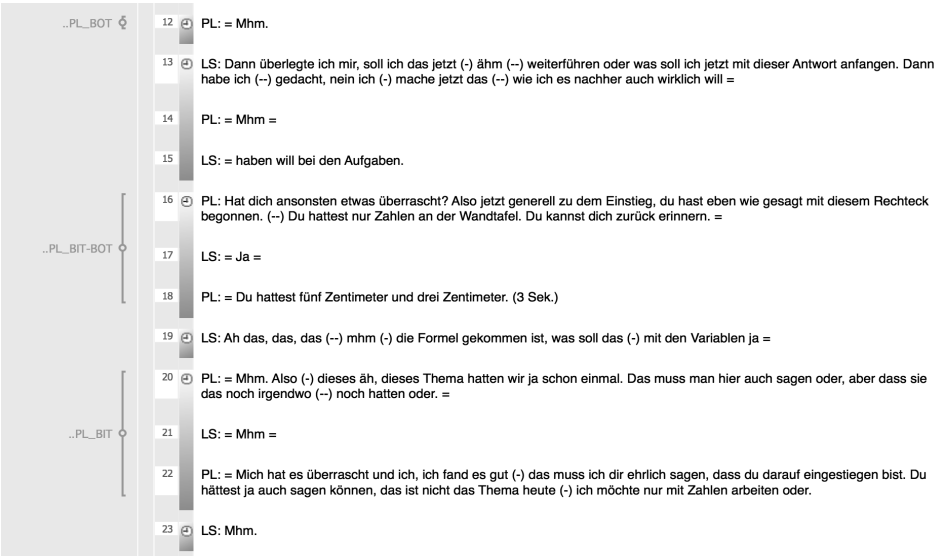 ..PL_BOT
12 PL: = Mhm.
13 LS: Dann überlegte ich mir, soll ich das jetzt (-) ähm (--) weiterführen oder was soll ich jetzt mit dieser Antwort anfangen. Dann
habe ich (--) gedacht, nein ich (-) mache jetzt das (--) wie ich es nachher auch wirklich will =
14 PL: = Mhm =
15 LS: = haben will bei den Aufgaben.
16 PL: Hat dich ansonsten etwas überrascht? Also jetzt generell zu dem Einstieg, du hast eben wie gesagt mit diesem Rechteck
begonnen. (--) Du hattest nur Zahlen an der Wandtafel. Du kannst dich zurück erinnern. =
..PL_BIT-BOT
17 LS: = Ja =
18 PL: = Du hattest fünf Zentimeter und drei Zentimeter. (3 Sek.)
19 LS: Ah das, das, das (--) mhm (-) die Formel gekommen ist, was soll das (-) mit den Variablen ja =
20 PL: = Mhm. Also (-) dieses äh, dieses Thema hatten wir ja schon einmal. Das muss man hier auch sagen oder, aber dass sie
das noch irgendwo (--) noch hatten oder. =
..PL_BIT
21 LS: = Mhm =
22 PL: = Mich hat es überrascht und ich, ich fand es gut (-) das muss ich dir ehrlich sagen, dass du darauf eingestiegen bist. Du
hättest ja auch sagen können, das ist nicht das Thema heute (-) ich möchte nur mit Zahlen arbeiten oder.
23 LS: Mhm.